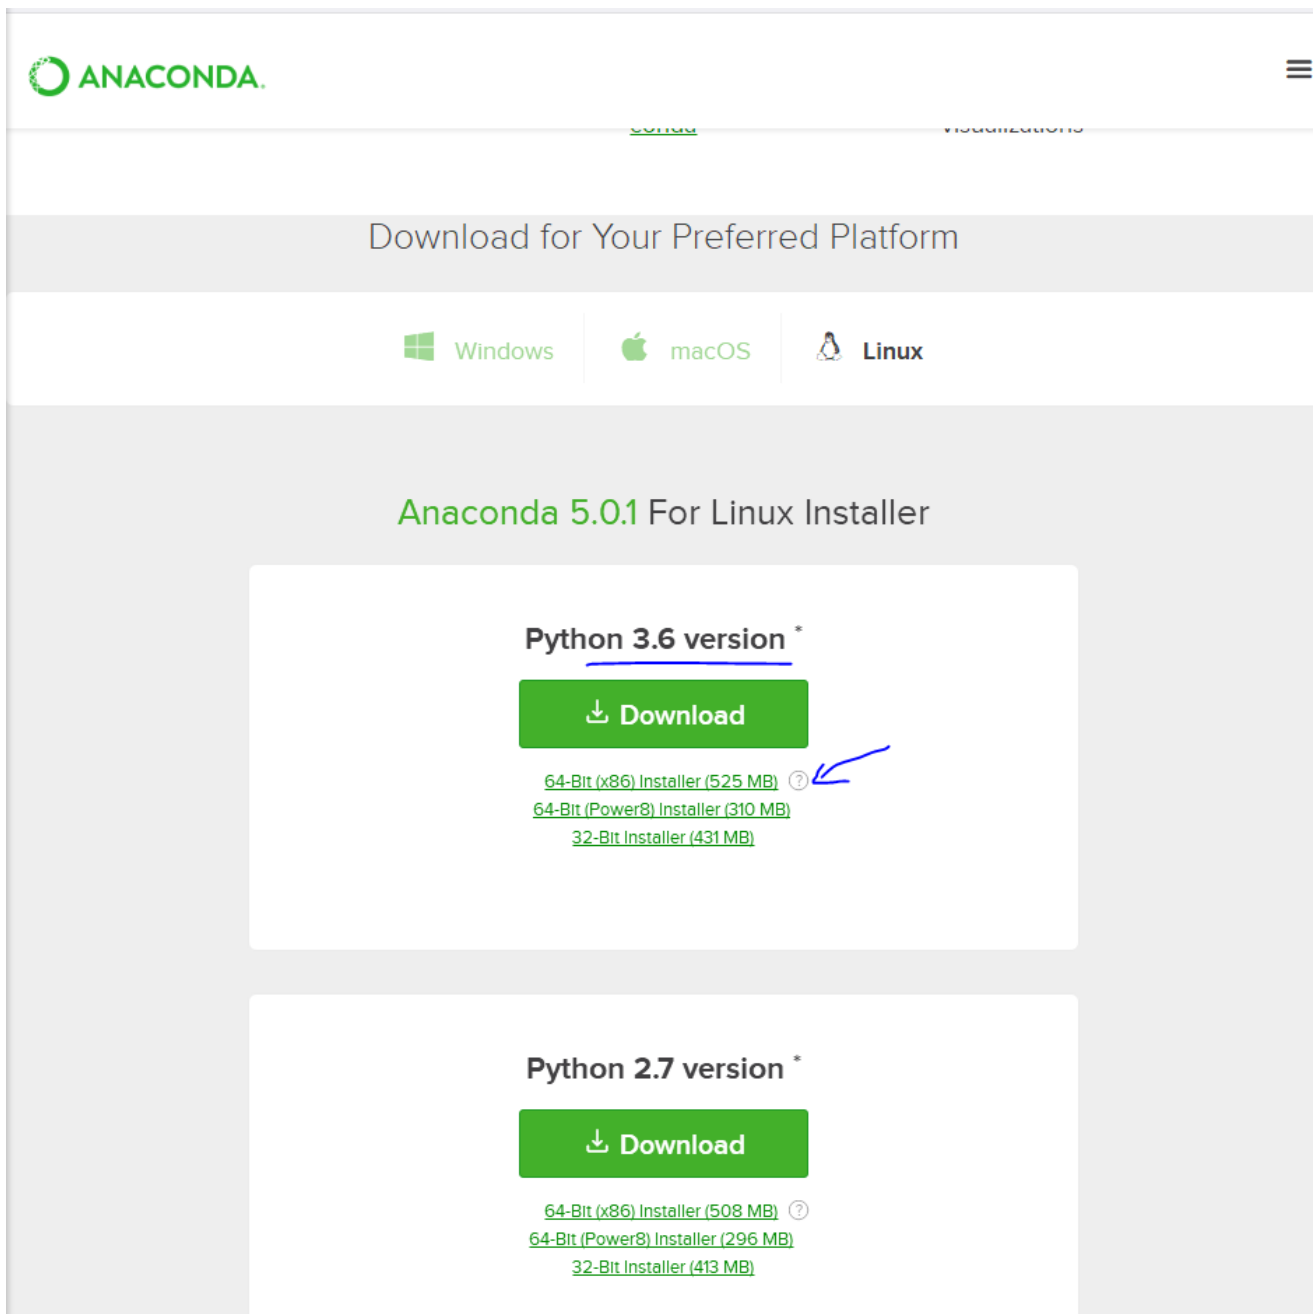 ANACONDA.
conda
visualizations
Download for Your Preferred Platform
Windows macOS Linux
Anaconda 5.0.1 For Linux Installer
Python 3.6 version *
Download
64-Bit (x86) Installer (525 MB) ?
64-Bit (Power8) Installer (310 MB)
32-Bit Installer (431 MB)
Python 2.7 version *
Download
64-Bit (x86) Installer (508 MB) ?
64-Bit (Power8) Installer (296 MB)
32-Bit Installer (413 MB)